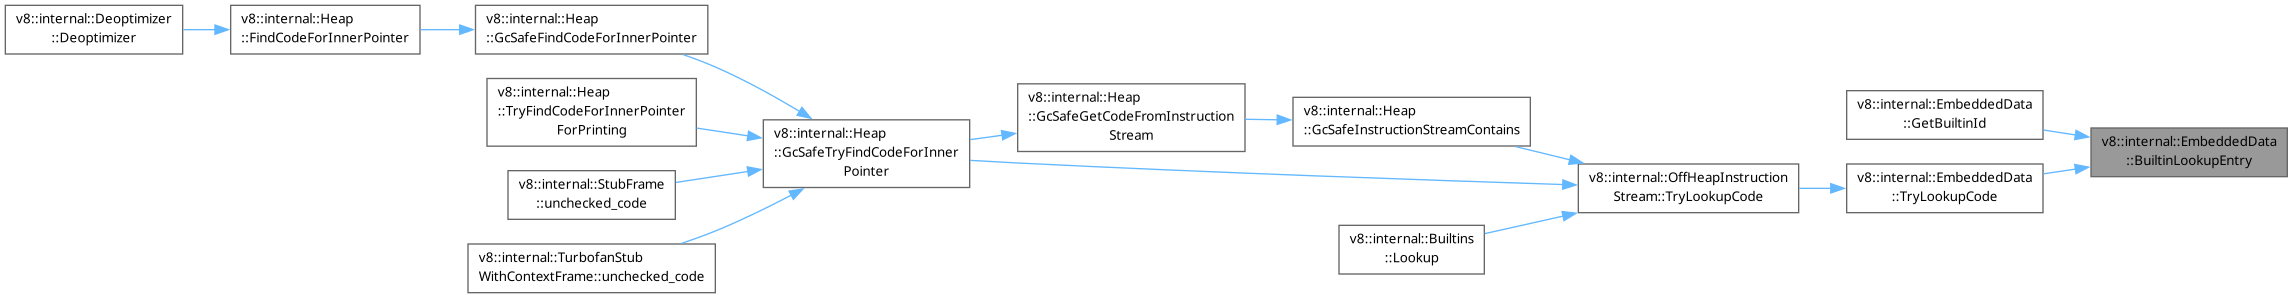 v8::internal::Deoptimizer
::Deoptimizer
v8::internal::Heap
::FindCodeForInnerPointer
v8::internal::Heap
::GcSafeFindCodeForInnerPointer
v8::internal::Heap
::TryFindCodeForInnerPointer
ForPrinting
v8::internal::StubFrame
::unchecked_code
v8::internal::TurbofanStub
WithContextFrame::unchecked_code
v8::internal::Heap
::GcSafeTryFindCodeForInner
Pointer
v8::internal::Heap
::GcSafeGetCodeFromInstruction
Stream
v8::internal::Heap
::GcSafeInstructionStreamContains
v8::internal::Builtins
::Lookup
v8::internal::OffHeapInstruction
Stream::TryLookupCode
v8::internal::EmbeddedData
::GetBuiltinId
v8::internal::EmbeddedData
::TryLookupCode
v8::internal::EmbeddedData
::BuiltinLookupEntry